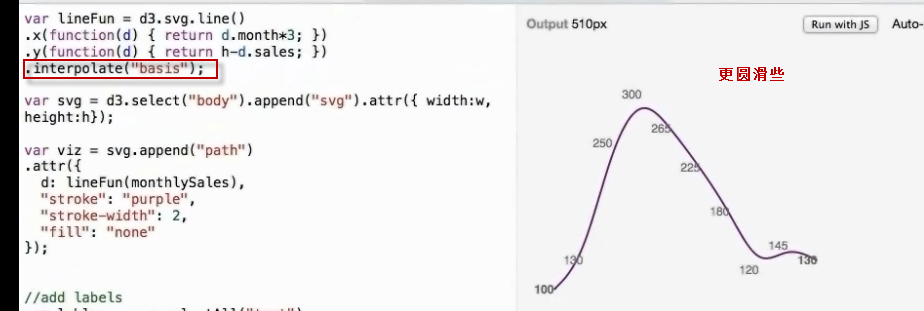 var lineFun = d3.svg.line()
.x(function(d) { return d.month*3; })
.y(function(d) { return h-d.sales; })
.interpolate("basis");
var svg = d3.select("body").append("svg").attr({ width:w,
height:h});
var viz = svg.append("path")
.attr({
d: lineFun(monthlySales),
"stroke": "purple",
"stroke-width": 2,
"fill": "none"
});
//add labels
Output 510px
Run with JS
Auto-
更圆滑些
300
265
250
225
180
145
130
130
120
100